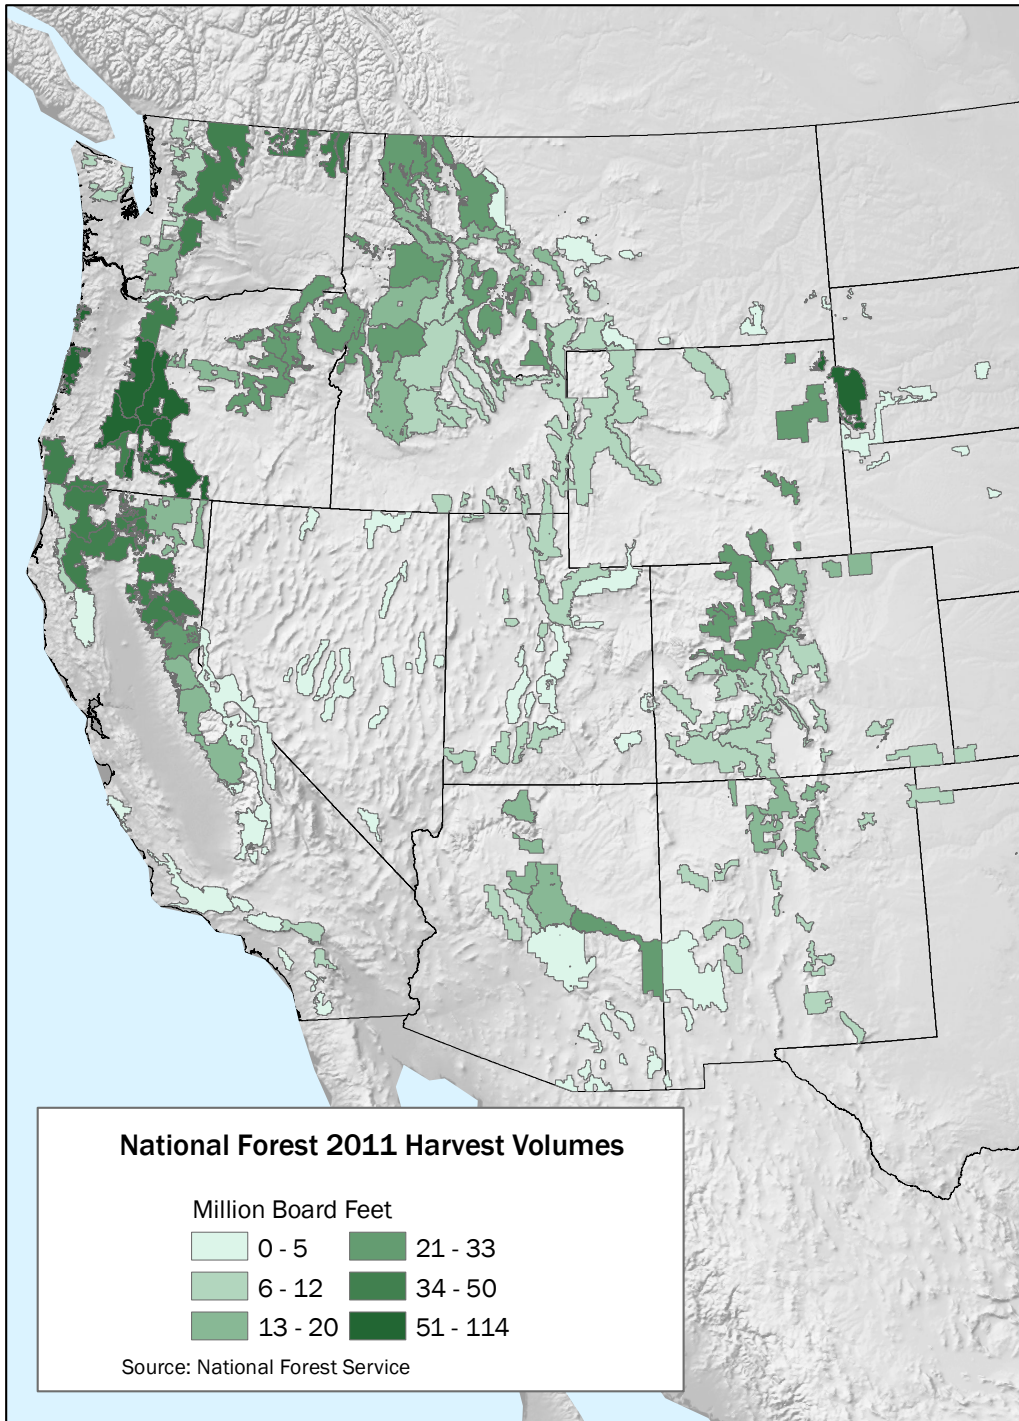 National Forest 2011 Harvest Volumes
Million Board Feet
0 - 5
21 - 33
6 - 12
34 - 50
13 - 20
51 - 114
Source: National Forest Service